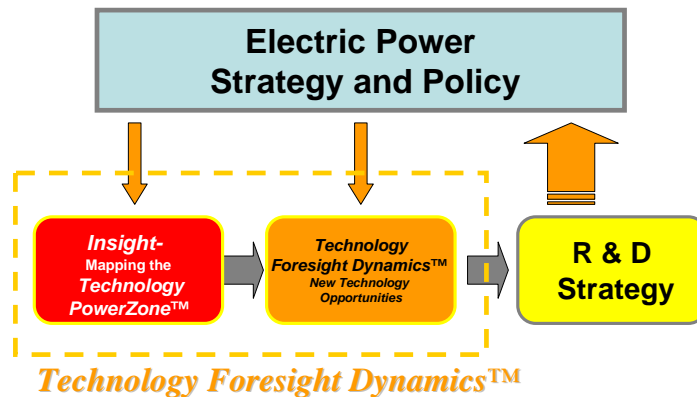 Electric Power
Strategy and Policy
Insight-
Mapping the
Technology
PowerZone™
Technology
Foresight Dynamics™
New Technology
Opportunities
R & D
Strategy
Technology Foresight Dynamics™